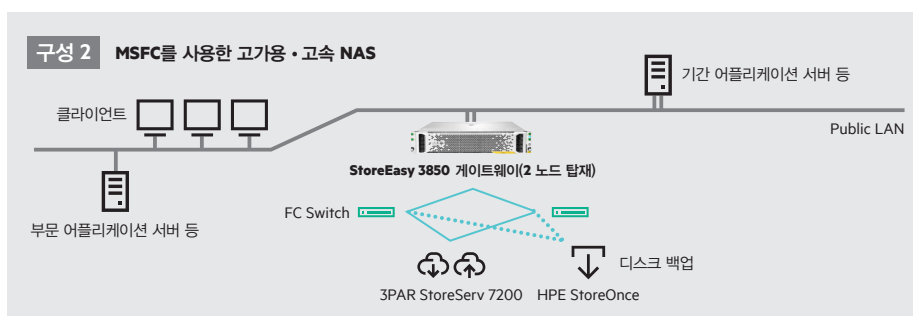 구성 2 MSFC를 사용한 고가용 • 고속 NAS
기간 어플리케이션 서버 등
클라이언트
Public LAN
StoreEasy 3850 게이트웨이(2 노드 탑재)
FC Switch
부문 어플리케이션 서버 등
디스크 백업
3PAR StoreServ 7200 HPE StoreOnce